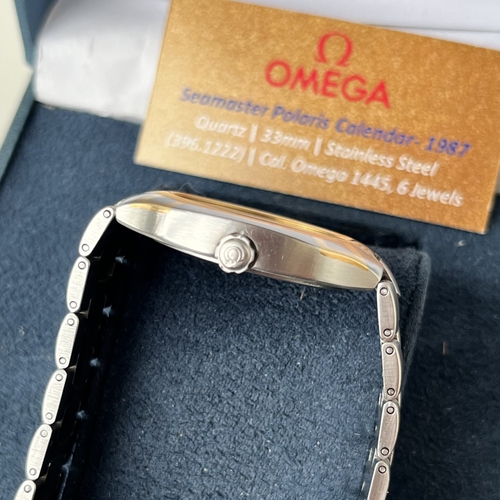 Ω
OMEGA
Seamaster Polaris Calendar- 1987
Quartz | 33mm | Stainless Steel
(396.1222) | Cal. Omega 1445, 6 Jewels